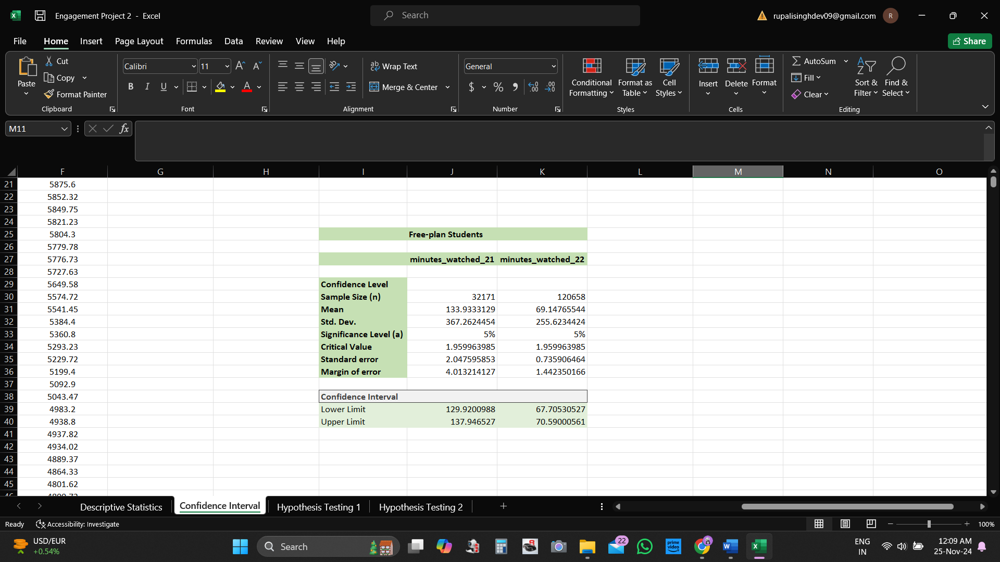 Engagement Project 2 - Excel
Search
rupalisinghdev09@gmail.com
R
File Home Insert Page Layout Formulas Data Review View Help
Share
Paste
Cut
Copy
Format Painter
Clipboard
Calibri 11
B I U A
Font
ab Wrap Text
Merge & Center
Alignment
General
$ % 9 .00
Number
Conditional Formatting
Format as Table
Cell Styles
Styles
Insert Delete Format
Cells
AutoSum
Fill
Clear
Sort & Filter
Find & Select
Editing
M11
fx
F G H I J K L M N O
21 5875.6
22 5852.32
23 5849.75
24 5821.23
25 5804.3 Free-plan Students
26 5779.78
27 5776.73 minutes_watched_21 minutes_watched_22
28 5727.63
29 5649.58 Confidence Level
30 5574.72 Sample Size (n) 32171 120658
31 5541.45 Mean 133.9333129 69.14765544
32 5384.4 Std. Dev. 367.2624454 255.6234424
33 5360.8 Significance Level (a) 5% 5%
34 5293.23 Critical Value 1.959963985 1.959963985
35 5229.72 Standard error 2.047595853 0.735906464
36 5199.4 Margin of error 4.013214127 1.442350166
37 5092.9
38 5043.47 Confidence Interval
39 4983.2 Lower Limit 129.9200988 67.70530527
40 4938.8 Upper Limit 137.946527 70.59000561
41 4937.82
42 4934.02
43 4889.37
44 4864.33
45 4801.62
Descriptive Statistics Confidence Interval Hypothesis Testing 1 Hypothesis Testing 2 +
Ready Accessibility: Investigate 100%
USD/EUR
+0.54%
Search
22
prime video
ENG
IN
12:09 AM
25-Nov-24